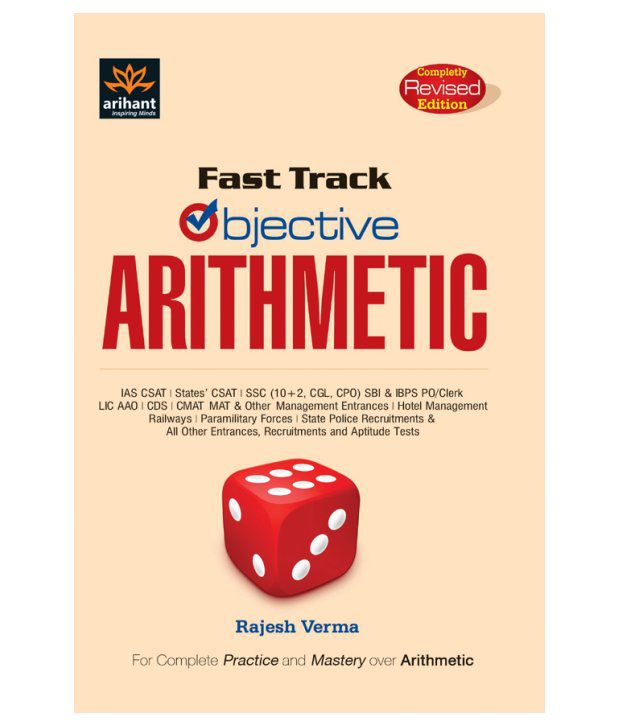 arihant
Inspiring Minds
Completly
Revised
Edition
Fast Track
Objective
ARITHMETIC
IAS CSAT | States' CSAT | SSC (10+2, CGL, CPO) SBI & IBPS PO/Clerk
LIC AAO | CDS | CMAT MAT & Other Management Entrances | Hotel Management
Railways | Paramilitary Forces | State Police Recruitments &
All Other Entrances, Recruitments and Aptitude Tests
Rajesh Verma
For Complete Practice and Mastery over Arithmetic